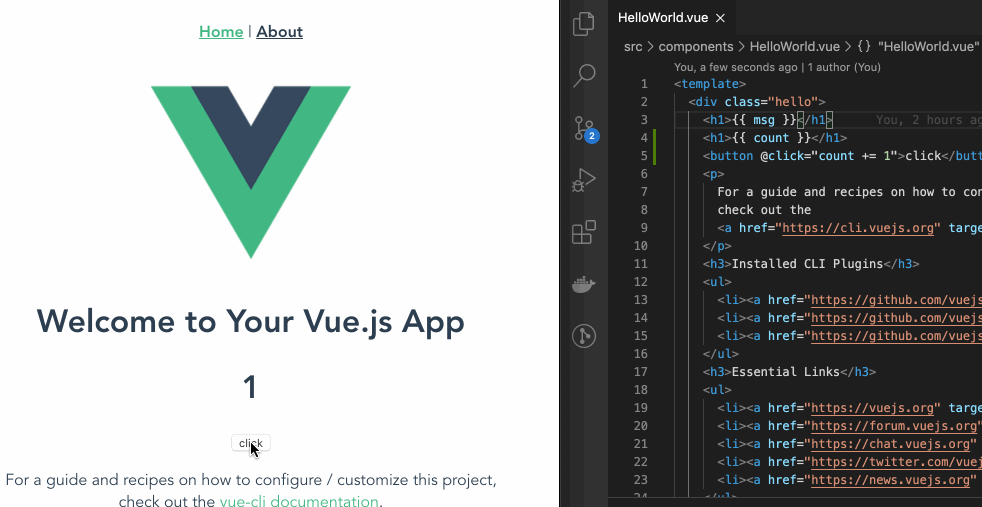 Home | About
Welcome to Your Vue.js App
1
click
For a guide and recipes on how to configure / customize this project,
check out the vue-cli documentation.
2
HelloWorld.vue ×
src > components > HelloWorld.vue > {} "HelloWorld.vue"
You, a few seconds ago | 1 author (You)
1 <template>
2 <div class="hello">
3 <h1>{{ msg }}</h1> You, 2 hours ag
4 <h1>{{ count }}</h1>
5 <button @click="count += 1">click</butt
6 <p>
7 For a guide and recipes on how to con
8 check out the
9 <a href="https://cli.vuejs.org" targe
10 </p>
11 <h3>Installed CLI Plugins</h3>
12 <ul>
13 <li><a href="https://github.com/vuejs
14 <li><a href="https://github.com/vuejs
15 <li><a href="https://github.com/vuejs
16 </ul>
17 <h3>Essential Links</h3>
18 <ul>
19 <li><a href="https://vuejs.org" targe
20 <li><a href="https://forum.vuejs.org"
21 <li><a href="https://chat.vuejs.org"
22 <li><a href="https://twitter.com/vuej
23 <li><a href="https://news.vuejs.org"
24 </ul>